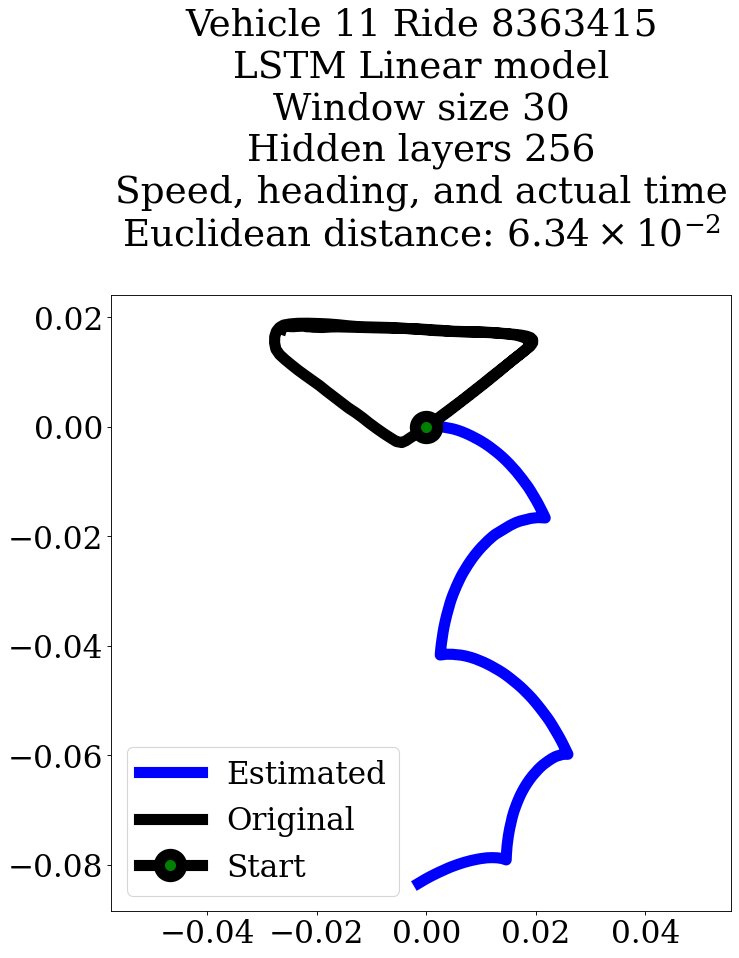 Vehicle 11 Ride 8363415
LSTM Linear model
Window size 30
Hidden layers 256
Speed, heading, and actual time
Euclidean distance: 6.34 × 10⁻²
0.02
0.00
−0.02
−0.04
−0.06
−0.08
Estimated
Original
Start
−0.04 −0.02 0.00 0.02 0.04